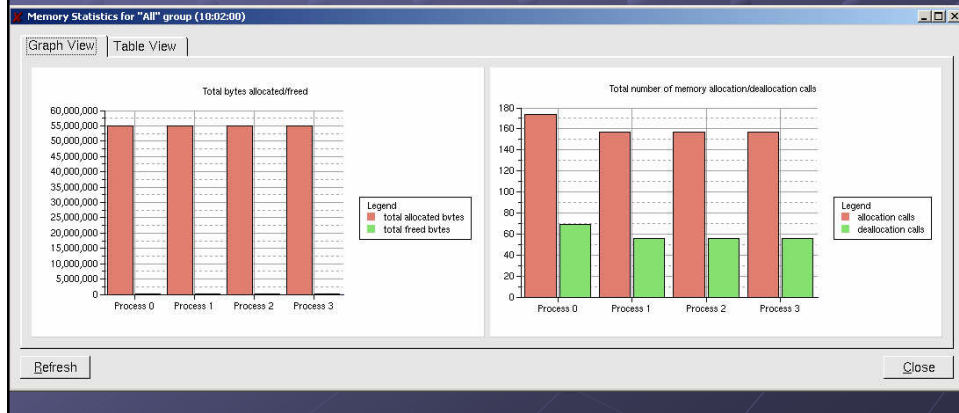 Memory Statistics for "All" group (10:02:00)
Graph View Table View
Total bytes allocated/freed
60,000,000
55,000,000
50,000,000
45,000,000
40,000,000
35,000,000
30,000,000
25,000,000
20,000,000
15,000,000
10,000,000
5,000,000
0
Process 0 Process 1 Process 2 Process 3
Legend
total allocated bytes
total freed bytes
Total number of memory allocation/deallocation calls
180
160
140
120
100
80
60
40
20
0
Process 0 Process 1 Process 2 Process 3
Legend
allocation calls
deallocation calls
Refresh Close